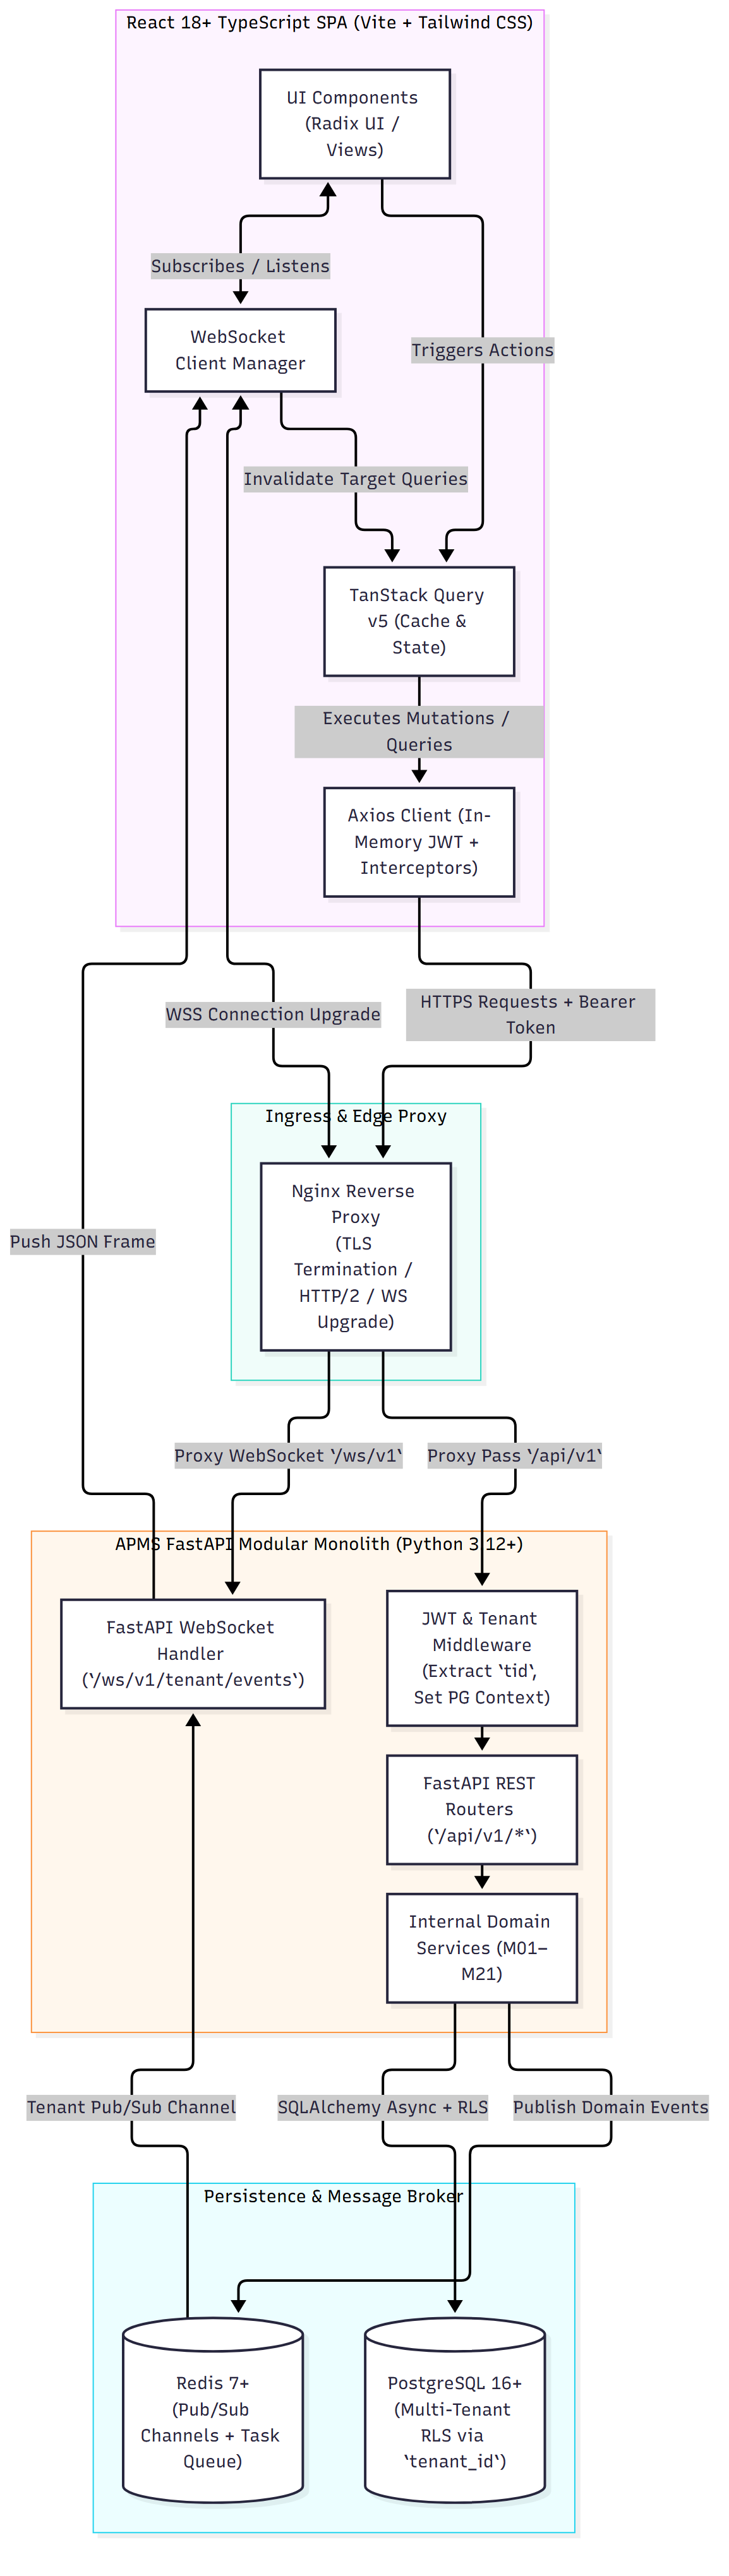 React 18+ TypeScript SPA (Vite + Tailwind CSS)
UI Components
(Radix UI /
Views)
Subscribes / Listens
WebSocket
Client Manager
Triggers Actions
Invalidate Target Queries
TanStack Query
v5 (Cache &
State)
Executes Mutations /
Queries
Axios Client (In-
Memory JWT +
Interceptors)
WSS Connection Upgrade
HTTPS Requests + Bearer
Token
Ingress & Edge Proxy
Nginx Reverse
Proxy
(TLS
Termination /
HTTP/2 / WS
Upgrade)
Push JSON Frame
Proxy WebSocket `/ws/v1`
Proxy Pass `/api/v1`
APMS FastAPI Modular Monolith (Python 3.12+)
FastAPI WebSocket
Handler
(`/ws/v1/tenant/events`)
JWT & Tenant
Middleware
(Extract `tid`,
Set PG Context)
FastAPI REST
Routers
(`/api/v1/*`)
Internal Domain
Services (M01–
M21)
Tenant Pub/Sub Channel
SQLAlchemy Async + RLS
Publish Domain Events
Persistence & Message Broker
Redis 7+
(Pub/Sub
Channels + Task
Queue)
PostgreSQL 16+
(Multi-Tenant
RLS via
`tenant_id`)